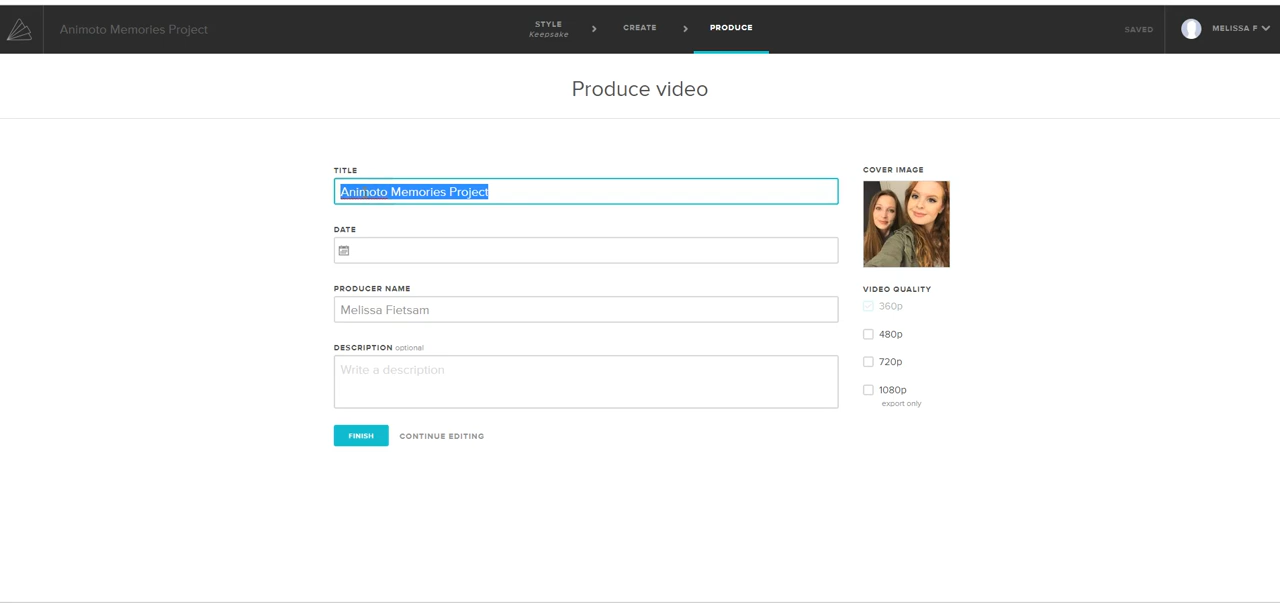 Animoto Memories Project
STYLE
Keepsake
CREATE
PRODUCE
SAVED
MELISSA F
Produce video
TITLE
Animoto Memories Project
DATE
PRODUCER NAME
Melissa Fietsam
DESCRIPTION optional
Write a description
FINISH
CONTINUE EDITING
COVER IMAGE
VIDEO QUALITY
360p
480p
720p
1080p
export only